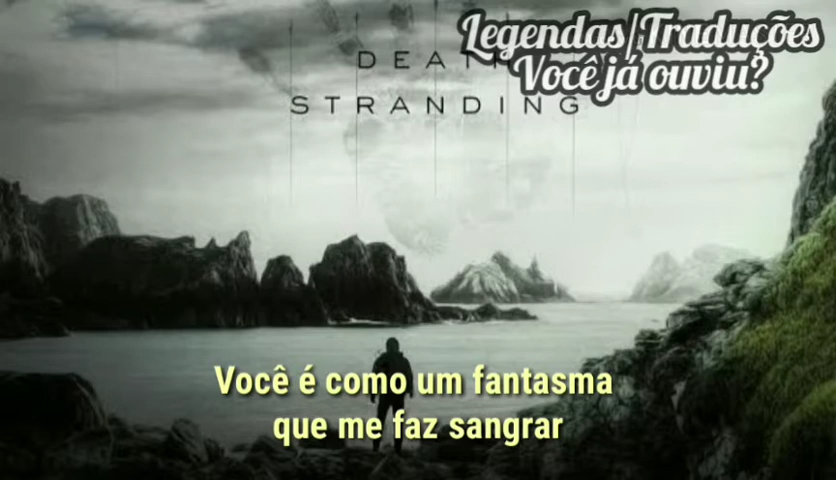 Legendas/Traduções
Você já ouviu?
DEATH
STRANDING
Você é como um fantasma
que me faz sangrar